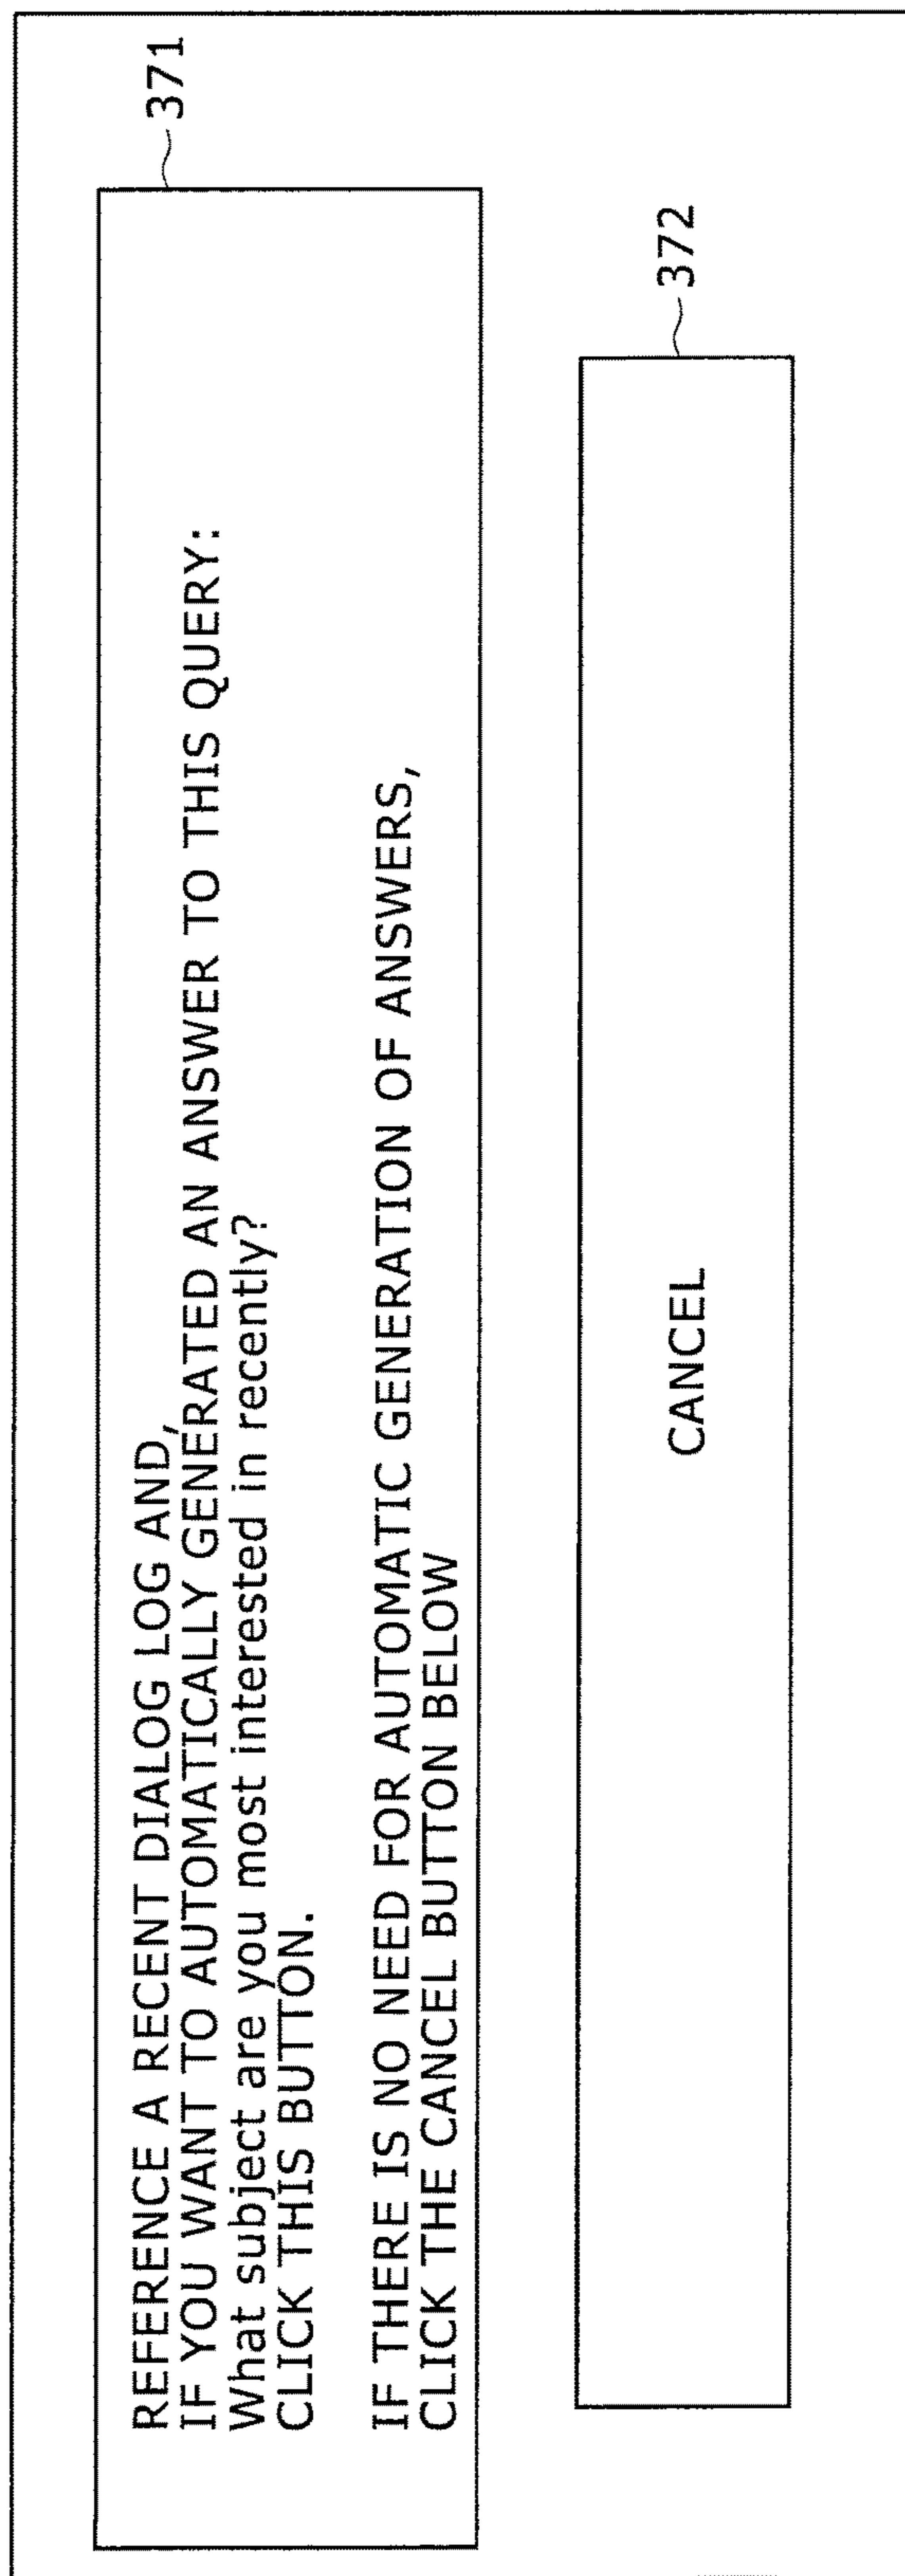 371
REFERENCE A RECENT DIALOG LOG AND,
IF YOU WANT TO AUTOMATICALLY GENERATED AN ANSWER TO THIS QUERY:
What subject are you most interested in recently?
CLICK THIS BUTTON.
IF THERE IS NO NEED FOR AUTOMATIC GENERATION OF ANSWERS,
CLICK THE CANCEL BUTTON BELOW
372
CANCEL